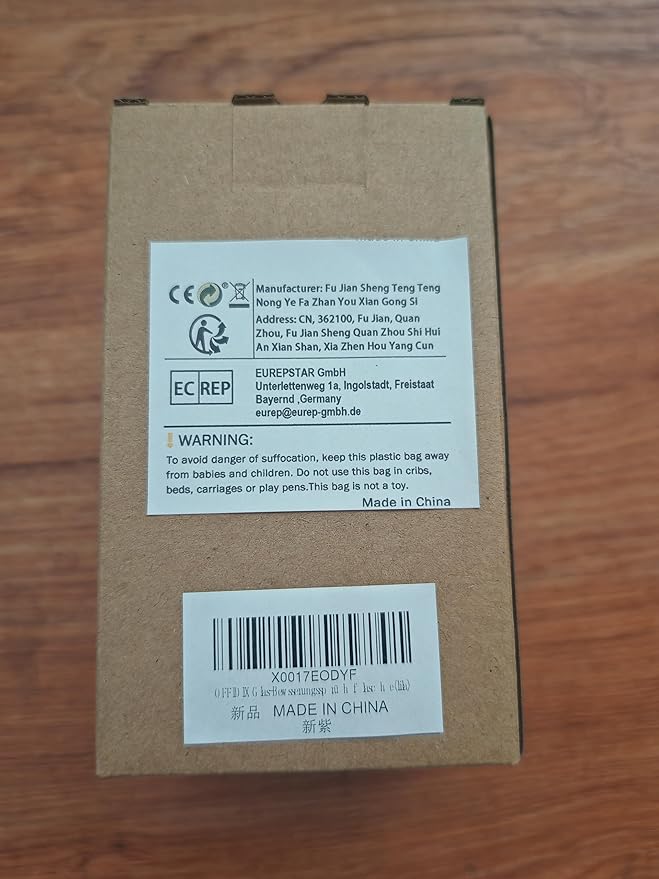 Made in China
CE
Manufacturer: Fu Jian Sheng Teng Teng
Nong Ye Fa Zhan You Xian Gong Si
Address: CN, 362100, Fu Jian, Quan
Zhou, Fu Jian Sheng Quan Zhou Shi Hui
An Xian Shan, Xia Zhen Hou Yang Cun
EC REP
EUREPSTAR GmbH
Unterlettenweg 1a, Ingolstadt, Freistaat
Bayernd ,Germany
eurep@eurep-gmbh.de
! WARNING:
To avoid danger of suffocation, keep this plastic bag away
from babies and children. Do not use this bag in cribs,
beds, carriages or play pens.This bag is not a toy.
Made in China
X0017EODYF
新品 MADE IN CHINA
新紫